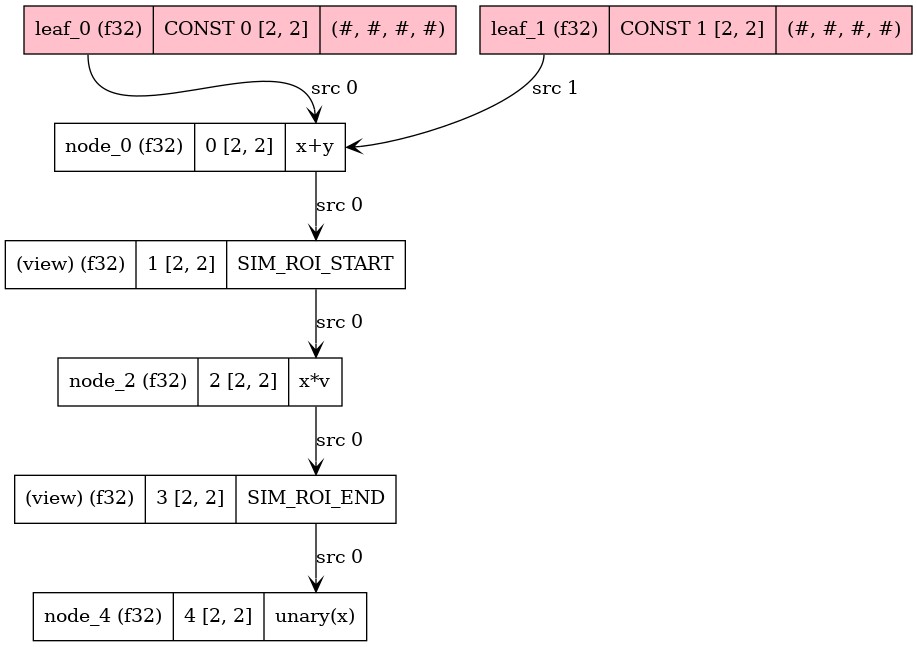 leaf_0 (f32) CONST 0 [2, 2] (#, #, #, #) leaf_1 (f32) CONST 1 [2, 2] (#, #, #, #)
src 0 src 1
node_0 (f32) 0 [2, 2] x+y
src 0
(view) (f32) 1 [2, 2] SIM_ROI_START
src 0
node_2 (f32) 2 [2, 2] x*v
src 0
(view) (f32) 3 [2, 2] SIM_ROI_END
src 0
node_4 (f32) 4 [2, 2] unary(x)